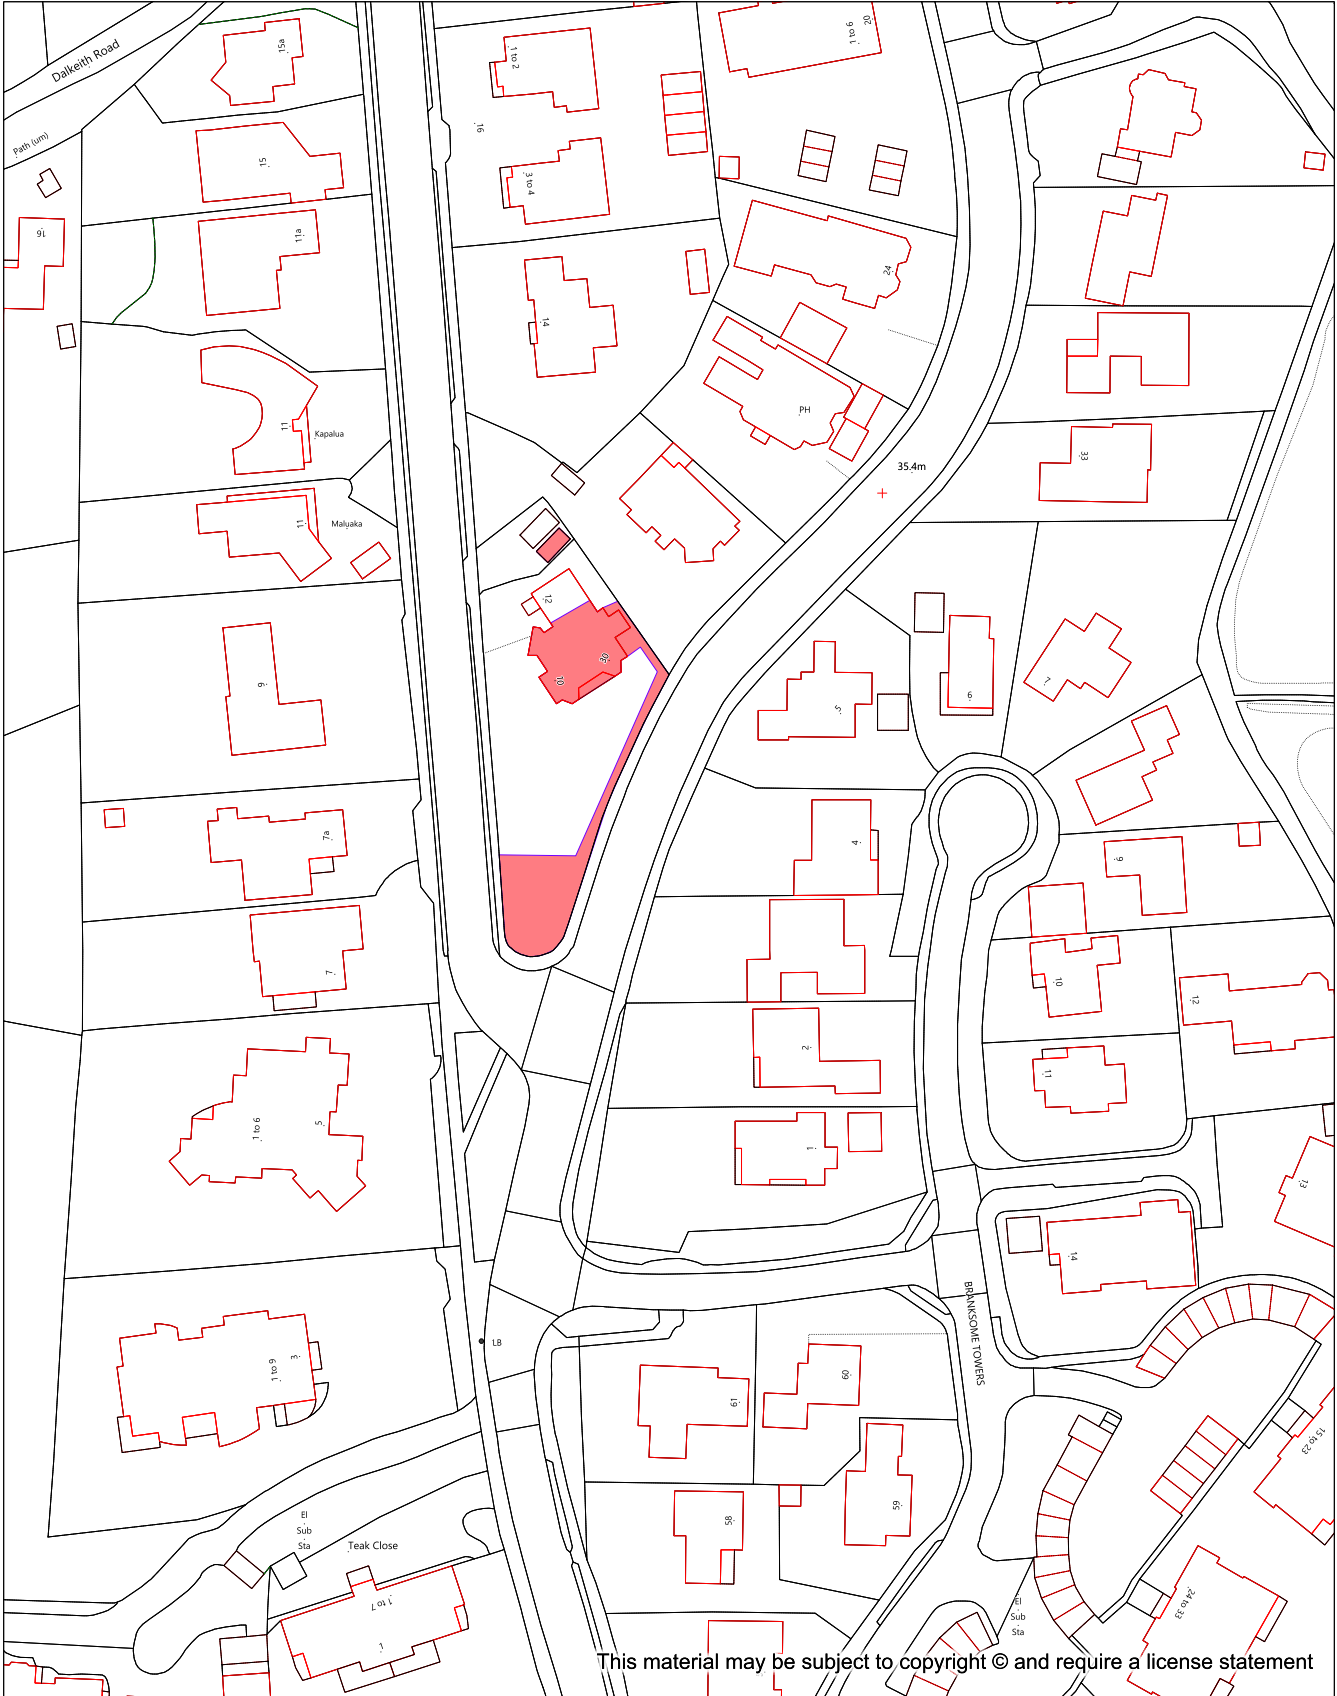 Dalkeith Road
15a
1 to 2
20
1 to 6
16
Path (um)
15
3 to 4
16
11a
24
14
PH
11
Kapalua
35.4m
33
11
Maluaka
12
30
10
9
5
6
7
7a
4
9
7
10
12
2
11
1 to 6
5
1
13
14
BRANKSOME TOWERS
LB
3
1 to 9
61
60
59
58
15 to 23
El
Sub
Sta
Teak Close
1 to 7
1
24 to 33
El
Sub
Sta
This material may be subject to copyright © and require a license statement